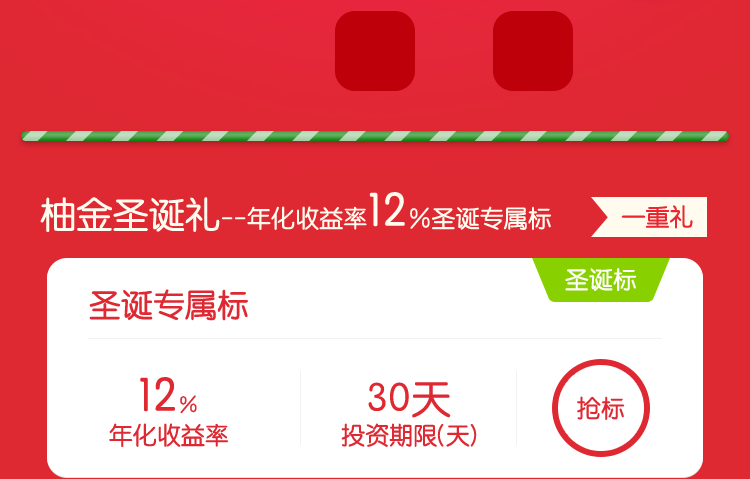 柚金圣诞礼--年化收益率12%圣诞专属标
一重礼
圣诞标
圣诞专属标
12%
30天
抢标
年化收益率
投资期限(天)